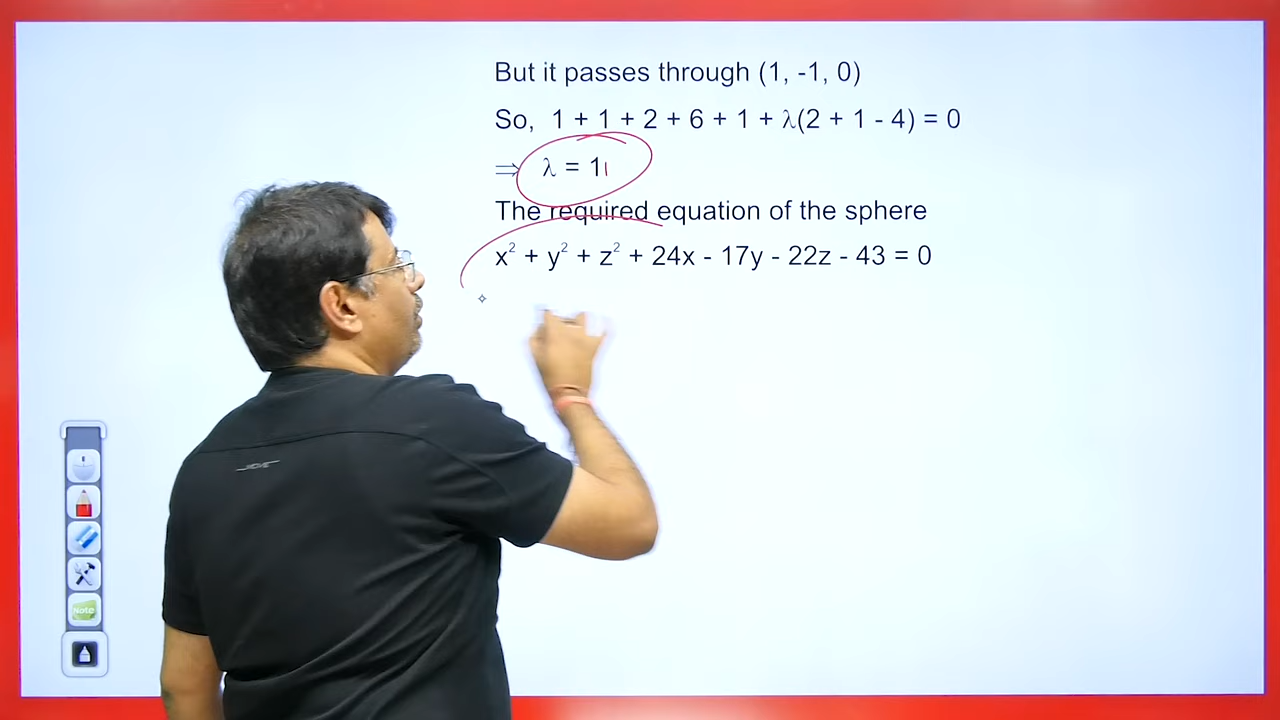 But it passes through (1, -1, 0)
So, 1 + 1 + 2 + 6 + 1 + λ(2 + 1 - 4) = 0
⇒ λ = 11
The required equation of the sphere
x² + y² + z² + 24x - 17y - 22z - 43 = 0
Note